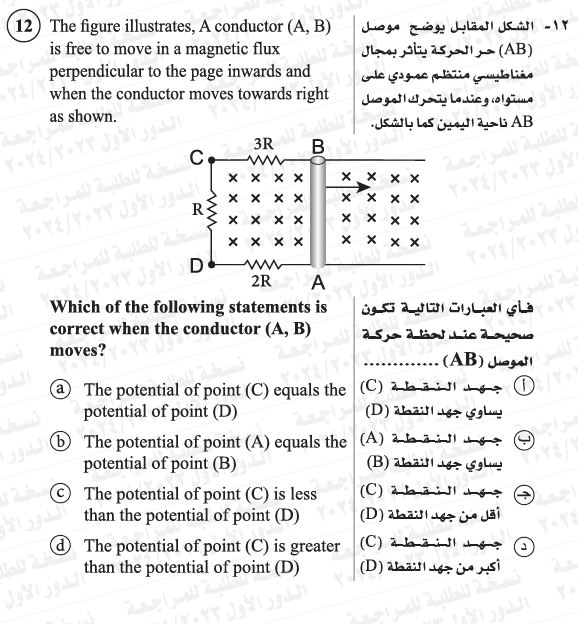 12 The figure illustrates, A conductor (A, B)
is free to move in a magnetic flux
perpendicular to the page inwards and
when the conductor moves towards right
as shown.
١٢- الشكل المقابل يوضح موصل
(AB) حر الحركة يتأثر بمجال
مغناطيسي منتظم عمودي على
مستواه، وعندما يتحرك الموصل
AB ناحية اليمين كما بالشكل.
3R B
C
R
D
2R A
Which of the following statements is
correct when the conductor (A, B)
moves?
فأي العبارات التالية تكون
صحيحة عند لحظة حركة
الموصل (AB) .............
a The potential of point (C) equals the
potential of point (D)
أ جهد النقطة (C)
يساوي جهد النقطة (D)
b The potential of point (A) equals the
potential of point (B)
ب جهد النقطة (A)
يساوي جهد النقطة (B)
c The potential of point (C) is less
than the potential of point (D)
ج جهد النقطة (C)
أقل من جهد النقطة (D)
d The potential of point (C) is greater
than the potential of point (D)
د جهد النقطة (C)
أكبر من جهد النقطة (D)
نسخة للطلبة للمراجعة
الدور الأول ٢٠٢٤/٢٠٢٣